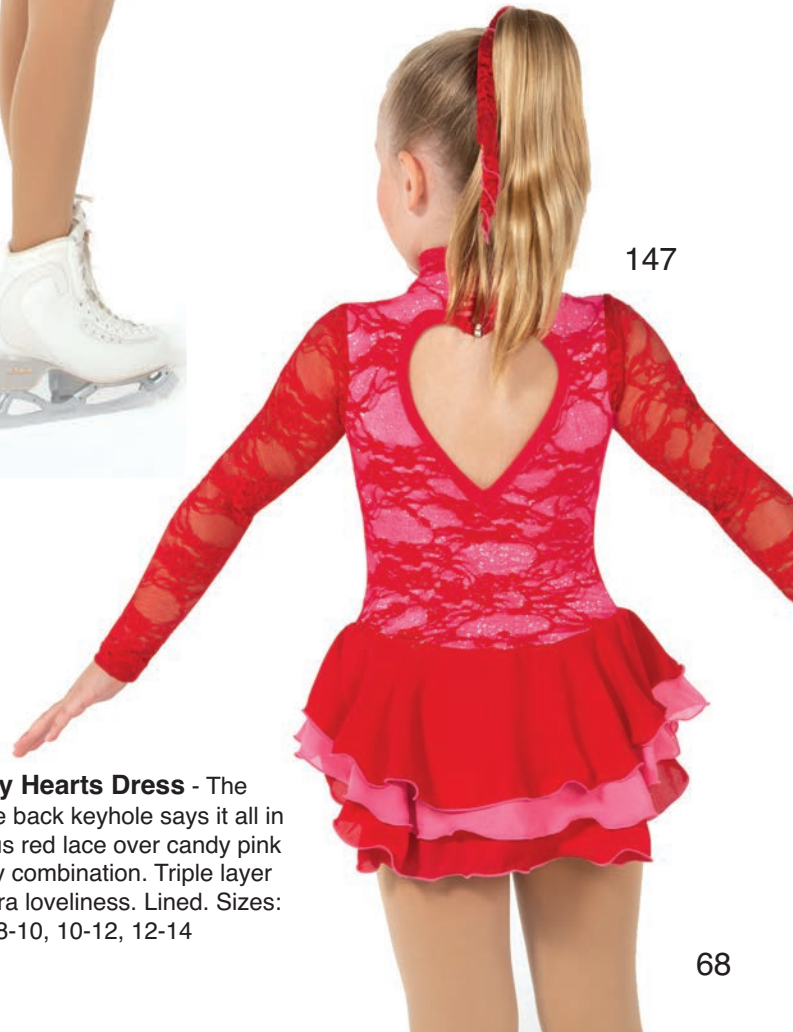 147
y Hearts Dress - The
e back keyhole says it all in
us red lace over candy pink
y combination. Triple layer
ra loveliness. Lined. Sizes:
8-10, 10-12, 12-14
68